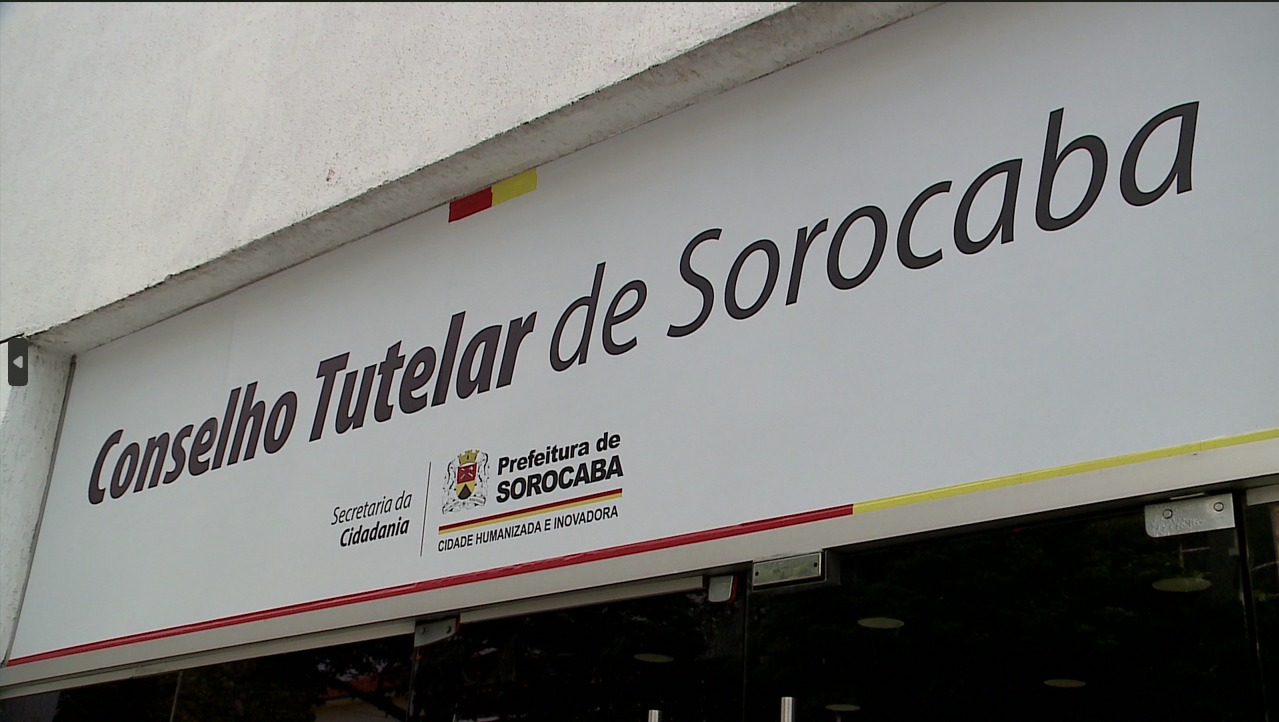 Conselho Tutelar de Sorocaba
Secretaria da
Cidadania
Prefeitura de
SOROCABA
CIDADE HUMANIZADA E INOVADORA